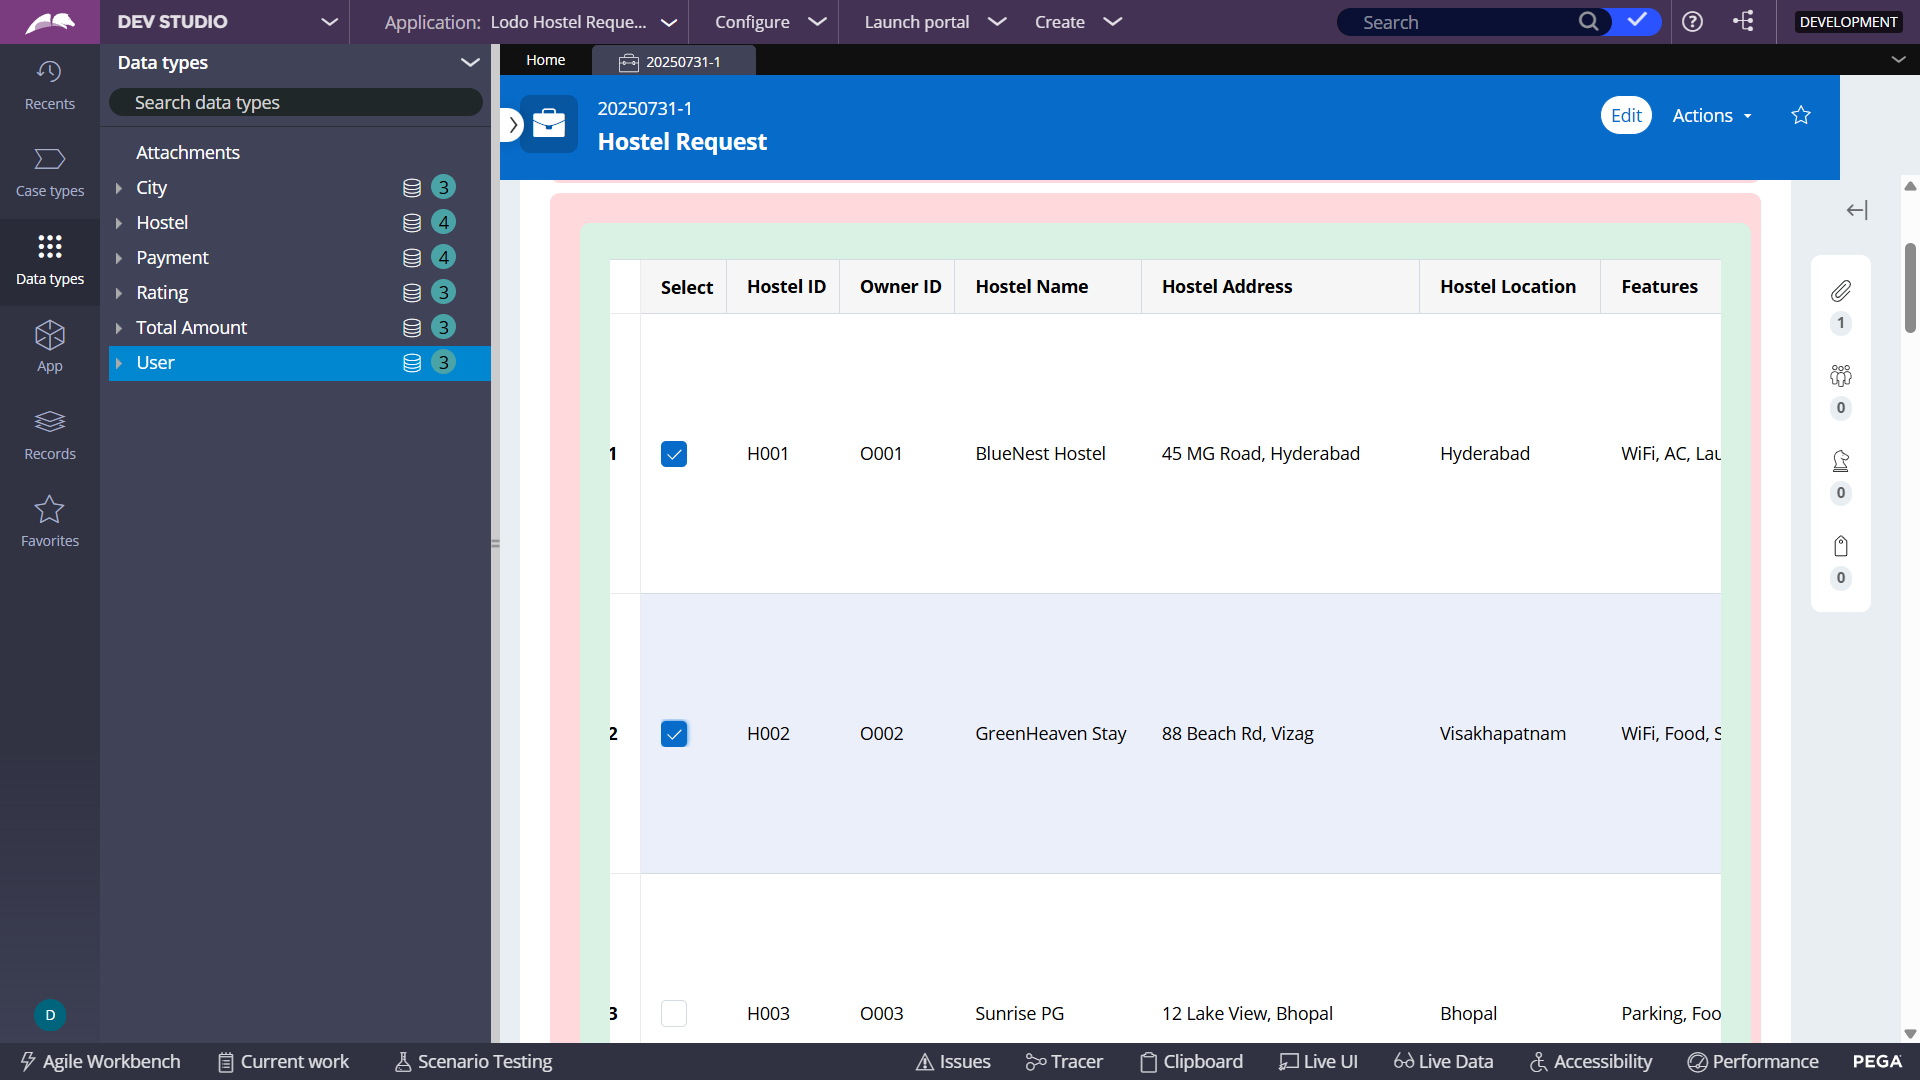 DEV STUDIO
Application: Lodo Hostel Reque...
Configure
Launch portal
Create
Search
DEVELOPMENT
Recents
Case types
Data types
App
Records
Favorites
D
Data types
Search data types
Attachments
City 3
Hostel 4
Payment 4
Rating 3
Total Amount 3
User 3
Home
20250731-1
20250731-1
Hostel Request
Edit
Actions
Select Hostel ID Owner ID Hostel Name Hostel Address Hostel Location Features
1 H001 O001 BlueNest Hostel 45 MG Road, Hyderabad Hyderabad WiFi, AC, Lau
2 H002 O002 GreenHeaven Stay 88 Beach Rd, Vizag Visakhapatnam WiFi, Food, S
3 H003 O003 Sunrise PG 12 Lake View, Bhopal Bhopal Parking, Foo
1
0
0
0
Agile Workbench
Current work
Scenario Testing
Issues
Tracer
Clipboard
Live UI
Live Data
Accessibility
Performance
PEGA